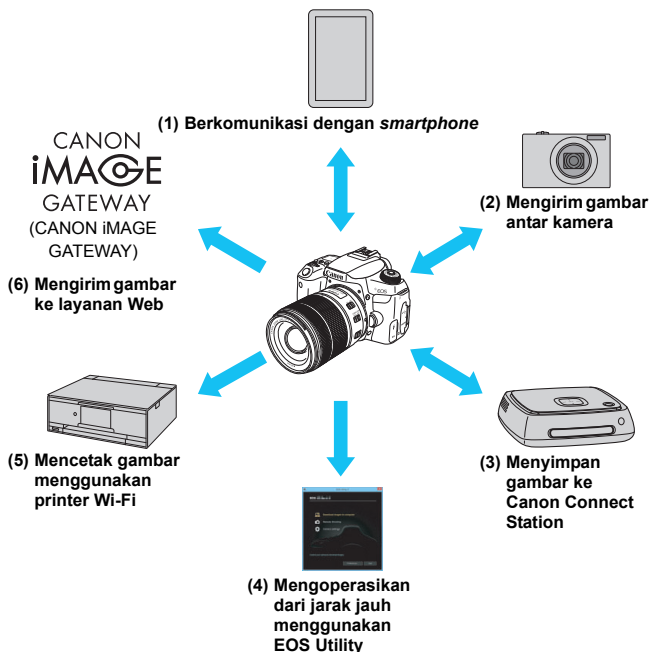 (1) Berkomunikasi dengan smartphone
CANON
iMAGE
GATEWAY
(CANON iMAGE
GATEWAY)
(2) Mengirim gambar
antar kamera
(6) Mengirim gambar
ke layanan Web
Canon
EOS
(5) Mencetak gambar
menggunakan
printer Wi-Fi
(3) Menyimpan
gambar ke
Canon Connect
Station
(4) Mengoperasikan
dari jarak jauh
menggunakan
EOS Utility